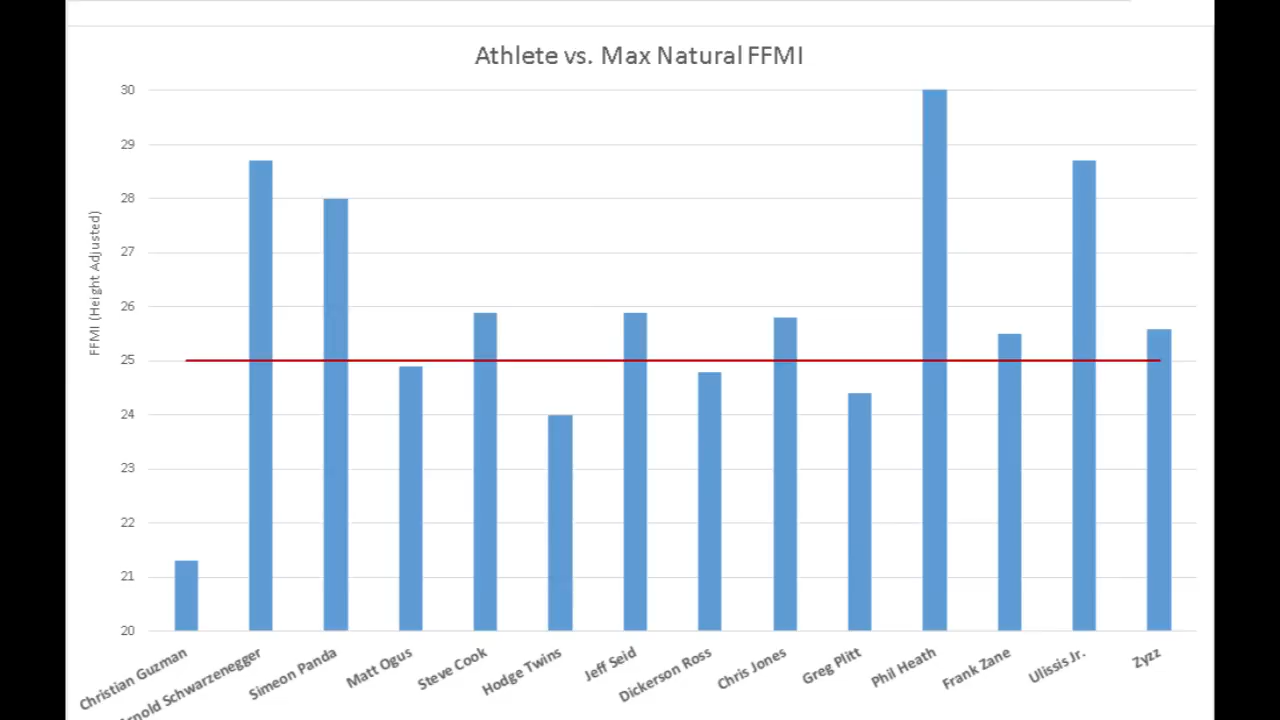 Athlete vs. Max Natural FFMI
FFMI (Height Adjusted)
30
29
28
27
26
25
24
23
22
21
20
Christian Guzman
rnold Schwarzenegger
Simeon Panda
Matt Ogus
Steve Cook
Hodge Twins
Jeff Seid
Dickerson Ross
Chris Jones
Greg Plitt
Phil Heath
Frank Zane
Ulissis Jr.
Zyzz